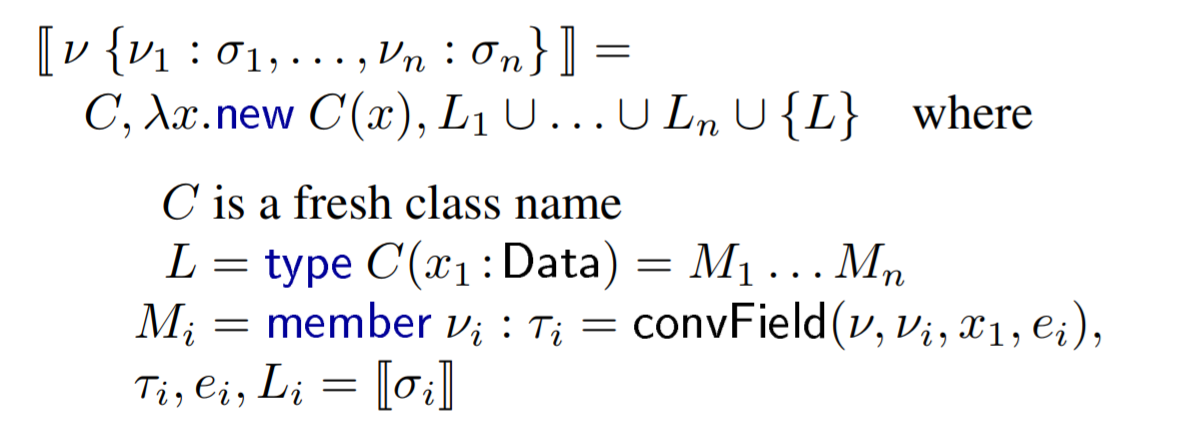 ⟦ν {ν₁ : σ₁, . . . , νₙ : σₙ}⟧ =
C, λx.new C(x), L₁ ∪ . . . ∪ Lₙ ∪ {L} where
C is a fresh class name
L = type C(x₁ : Data) = M₁ . . . Mₙ
Mᵢ = member νᵢ : τᵢ = convField(ν, νᵢ, x₁, eᵢ),
τᵢ, eᵢ, Lᵢ = ⟦σᵢ⟧